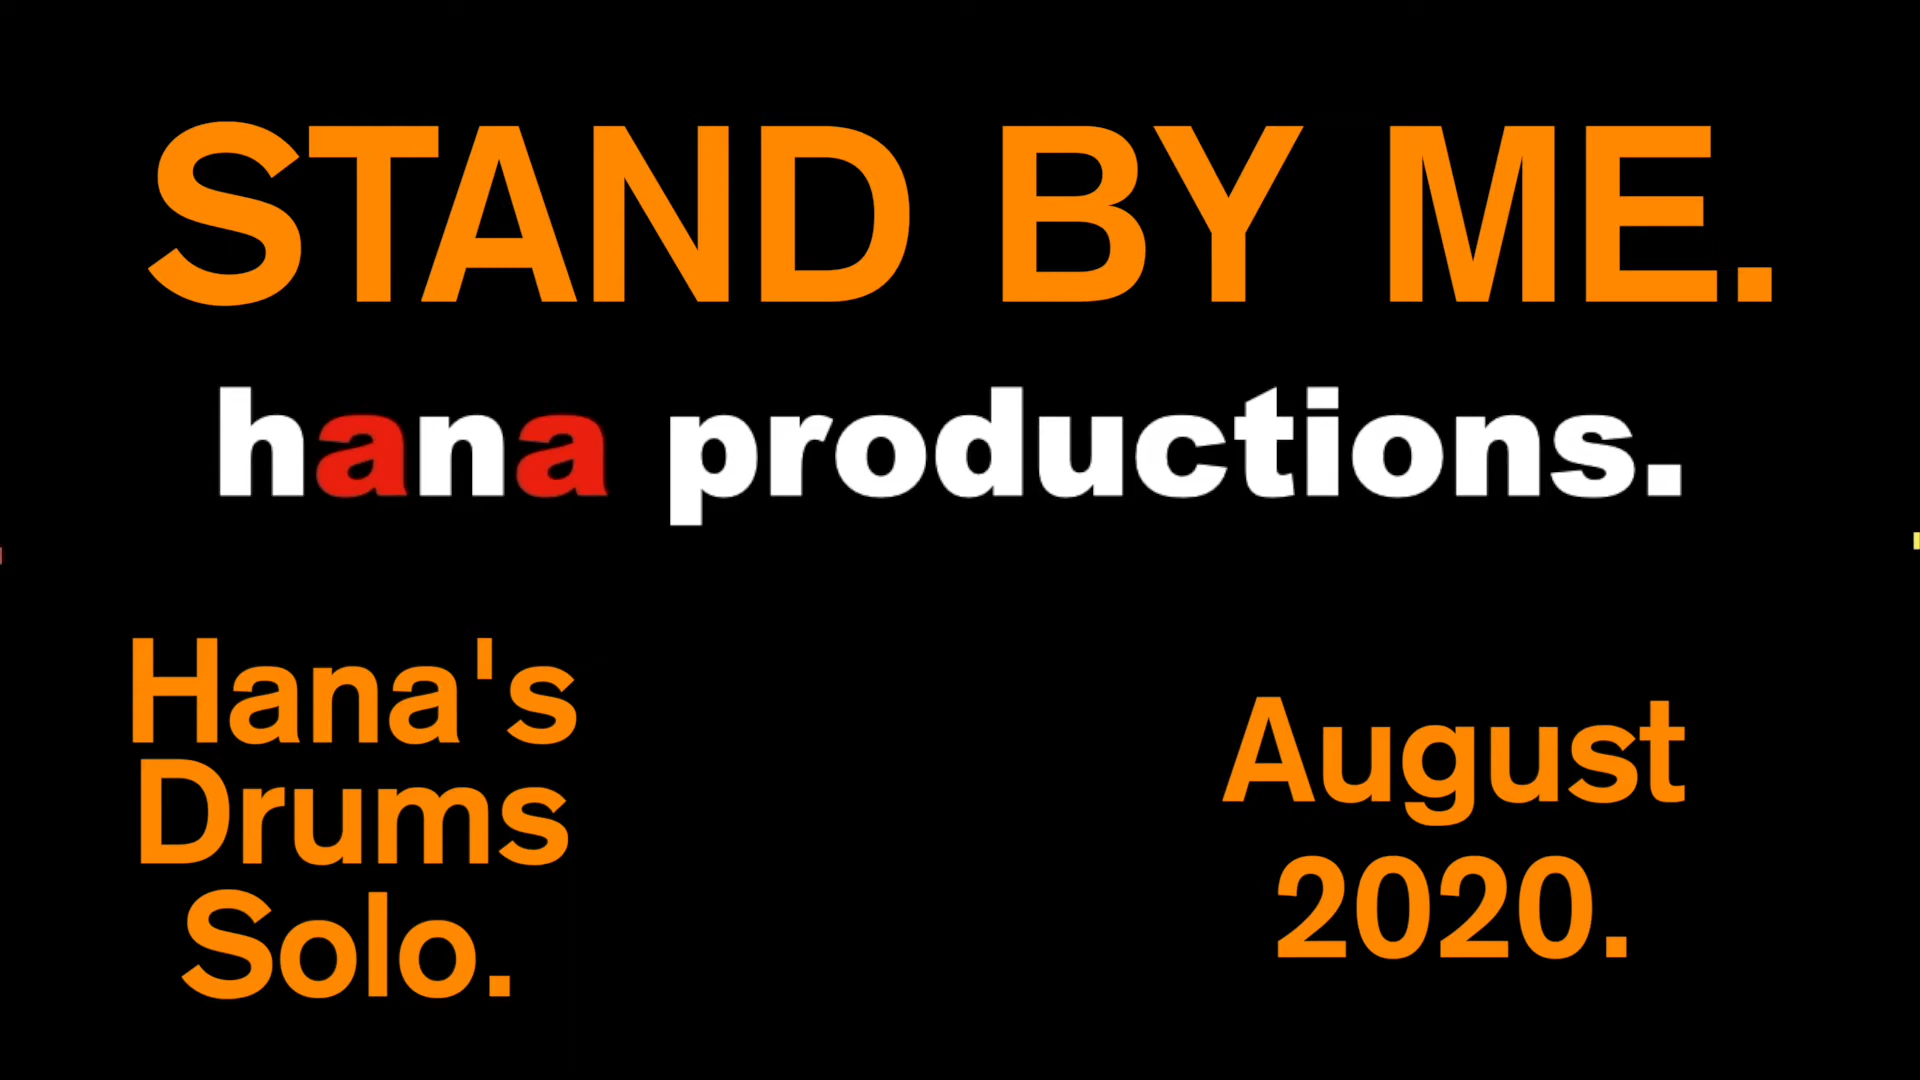 STAND BY ME.
hana productions.
Hana's
Drums
Solo.
August
2020.